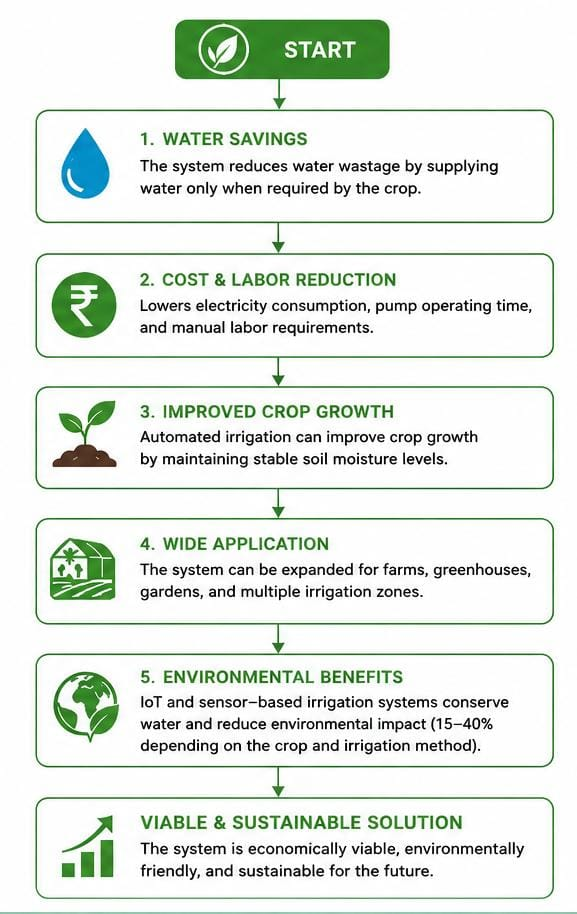 START
1. WATER SAVINGS
The system reduces water wastage by supplying
water only when required by the crop.
2. COST & LABOR REDUCTION
Lowers electricity consumption, pump operating time,
and manual labor requirements.
3. IMPROVED CROP GROWTH
Automated irrigation can improve crop growth
by maintaining stable soil moisture levels.
4. WIDE APPLICATION
The system can be expanded for farms, greenhouses,
gardens, and multiple irrigation zones.
5. ENVIRONMENTAL BENEFITS
IoT and sensor–based irrigation systems conserve
water and reduce environmental impact (15–40%
depending on the crop and irrigation method).
VIABLE & SUSTAINABLE SOLUTION
The system is economically viable, environmentally
friendly, and sustainable for the future.